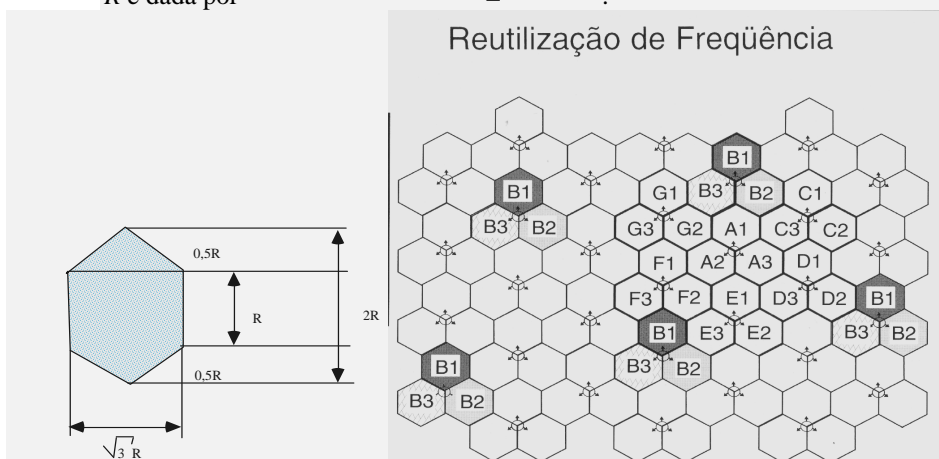 R é dada por
Reutilização de Freqüência
0,5R
R
2R
0,5R
√3 R
B1
B1
G1 B3 B2 C1
B3 B2
G3 G2 A1 C3 C2
F1 A2 A3 D1
F3 F2 E1 D3 D2 B1
B1 E3 E2 B3 B2
B1
B3 B2
B3 B2